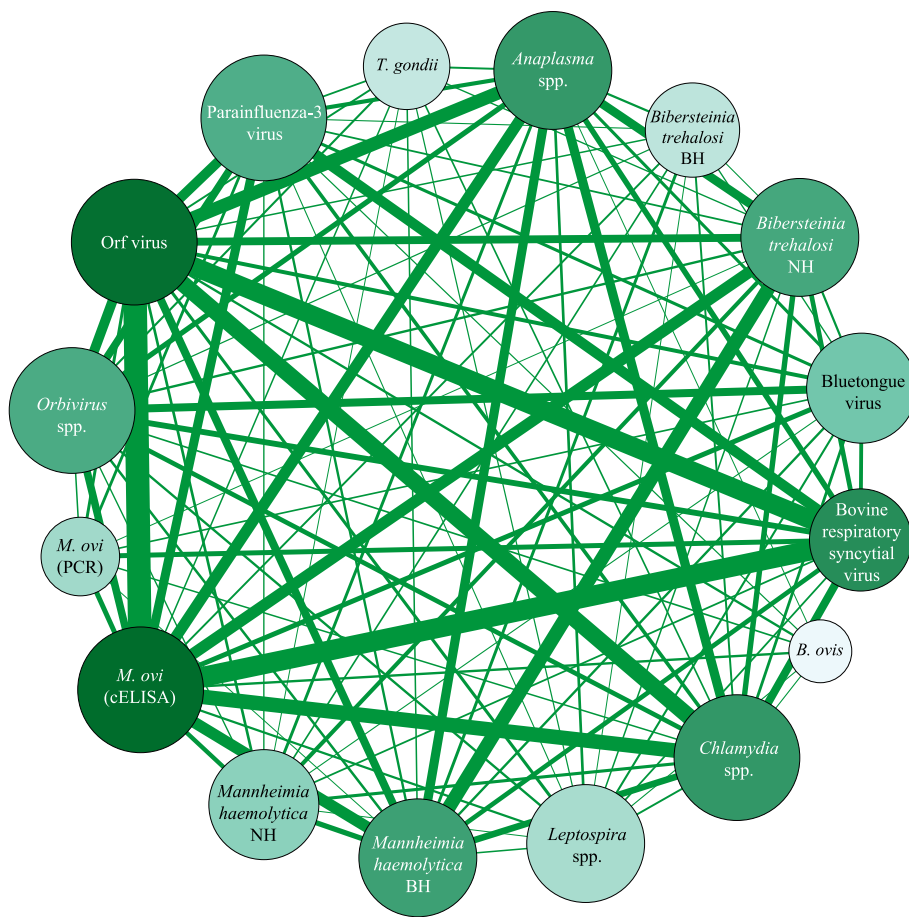 T. gondii
Anaplasma
spp.
Parainfluenza-3
virus
Bibersteinia
trehalosi
BH
Orf virus
Bibersteinia
trehalosi
NH
Orbivirus
spp.
Bluetongue
virus
M. ovi
(PCR)
Bovine
respiratory
syncytial
virus
B. ovis
M. ovi
(cELISA)
Chlamydia
spp.
Mannheimia
haemolytica
NH
Mannheimia
haemolytica
BH
Leptospira
spp.